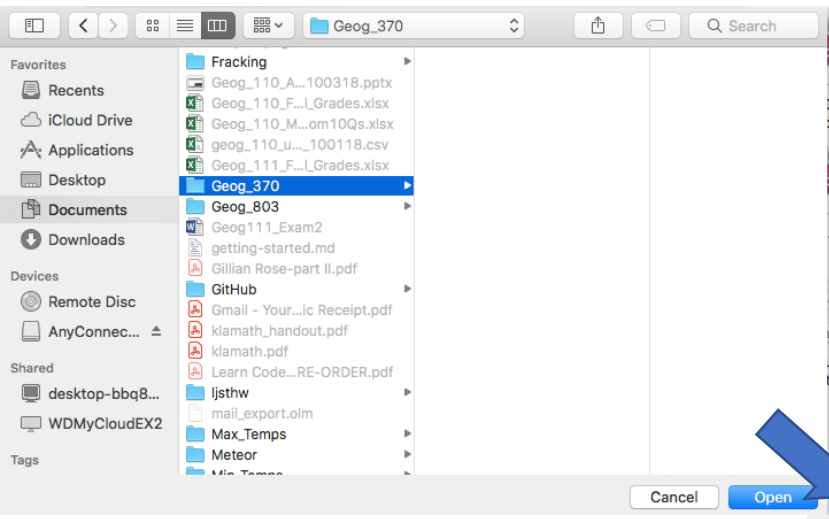 Geog_370
Search
Favorites
Recents
iCloud Drive
Applications
Desktop
Documents
Downloads
Devices
Remote Disc
AnyConnec...
Shared
desktop-bbq8...
WDMyCloudEX2
Tags
Fracking
Geog_110_A...100318.pptx
Geog_110_F...l_Grades.xlsx
Geog_110_M...om10Qs.xlsx
geog_110_u..._100118.csv
Geog_111_F...l_Grades.xlsx
Geog_370
Geog_803
Geog111_Exam2
getting-started.md
Gillian Rose-part II.pdf
GitHub
Gmail - Your...ic Receipt.pdf
klamath_handout.pdf
klamath.pdf
Learn Code...RE-ORDER.pdf
ljsthw
mail_export.olm
Max_Temps
Meteor
Min_Temps
Cancel
Open